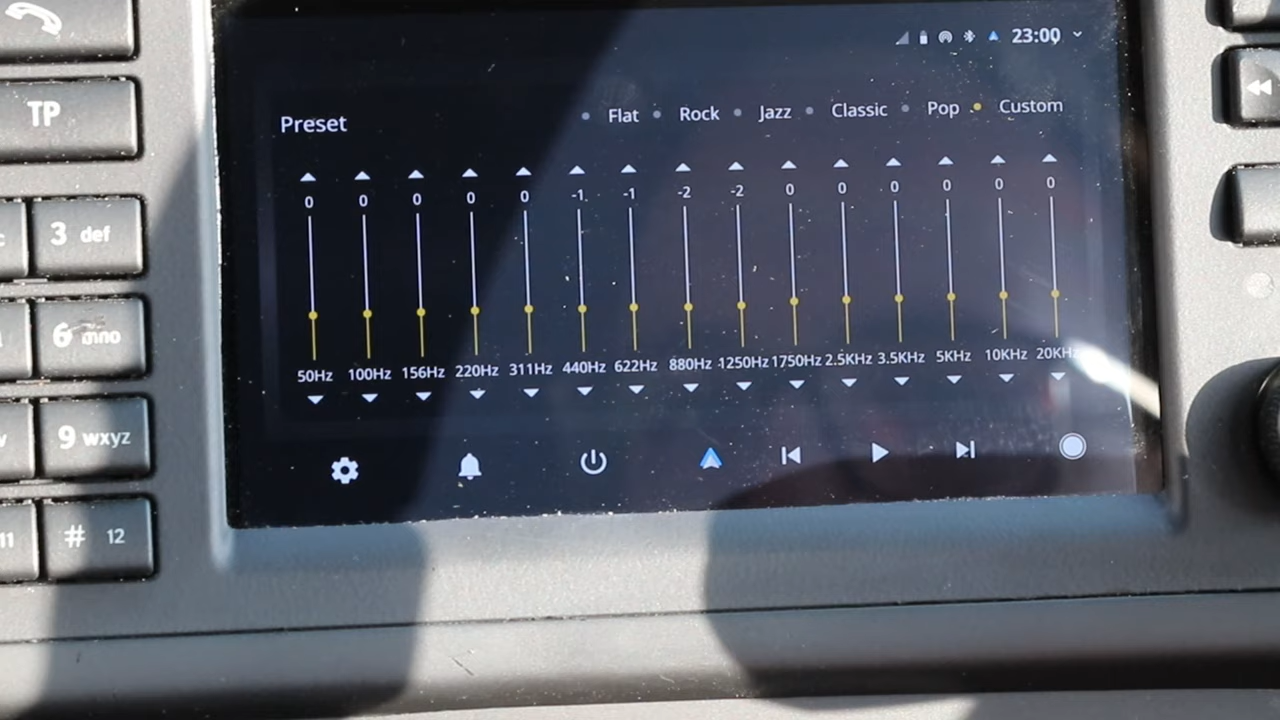 23:00
TP
Preset
Flat Rock Jazz Classic Pop Custom
0 0 0 0 0 -1 -1 -2 -2 0 0 0 0 0 0
3 def
6 mno
50Hz 100Hz 156Hz 220Hz 311Hz 440Hz 622Hz 880Hz 1250Hz 1750Hz 2.5KHz 3.5KHz 5KHz 10KHz 20KHz
9 wxyz
11 # 12